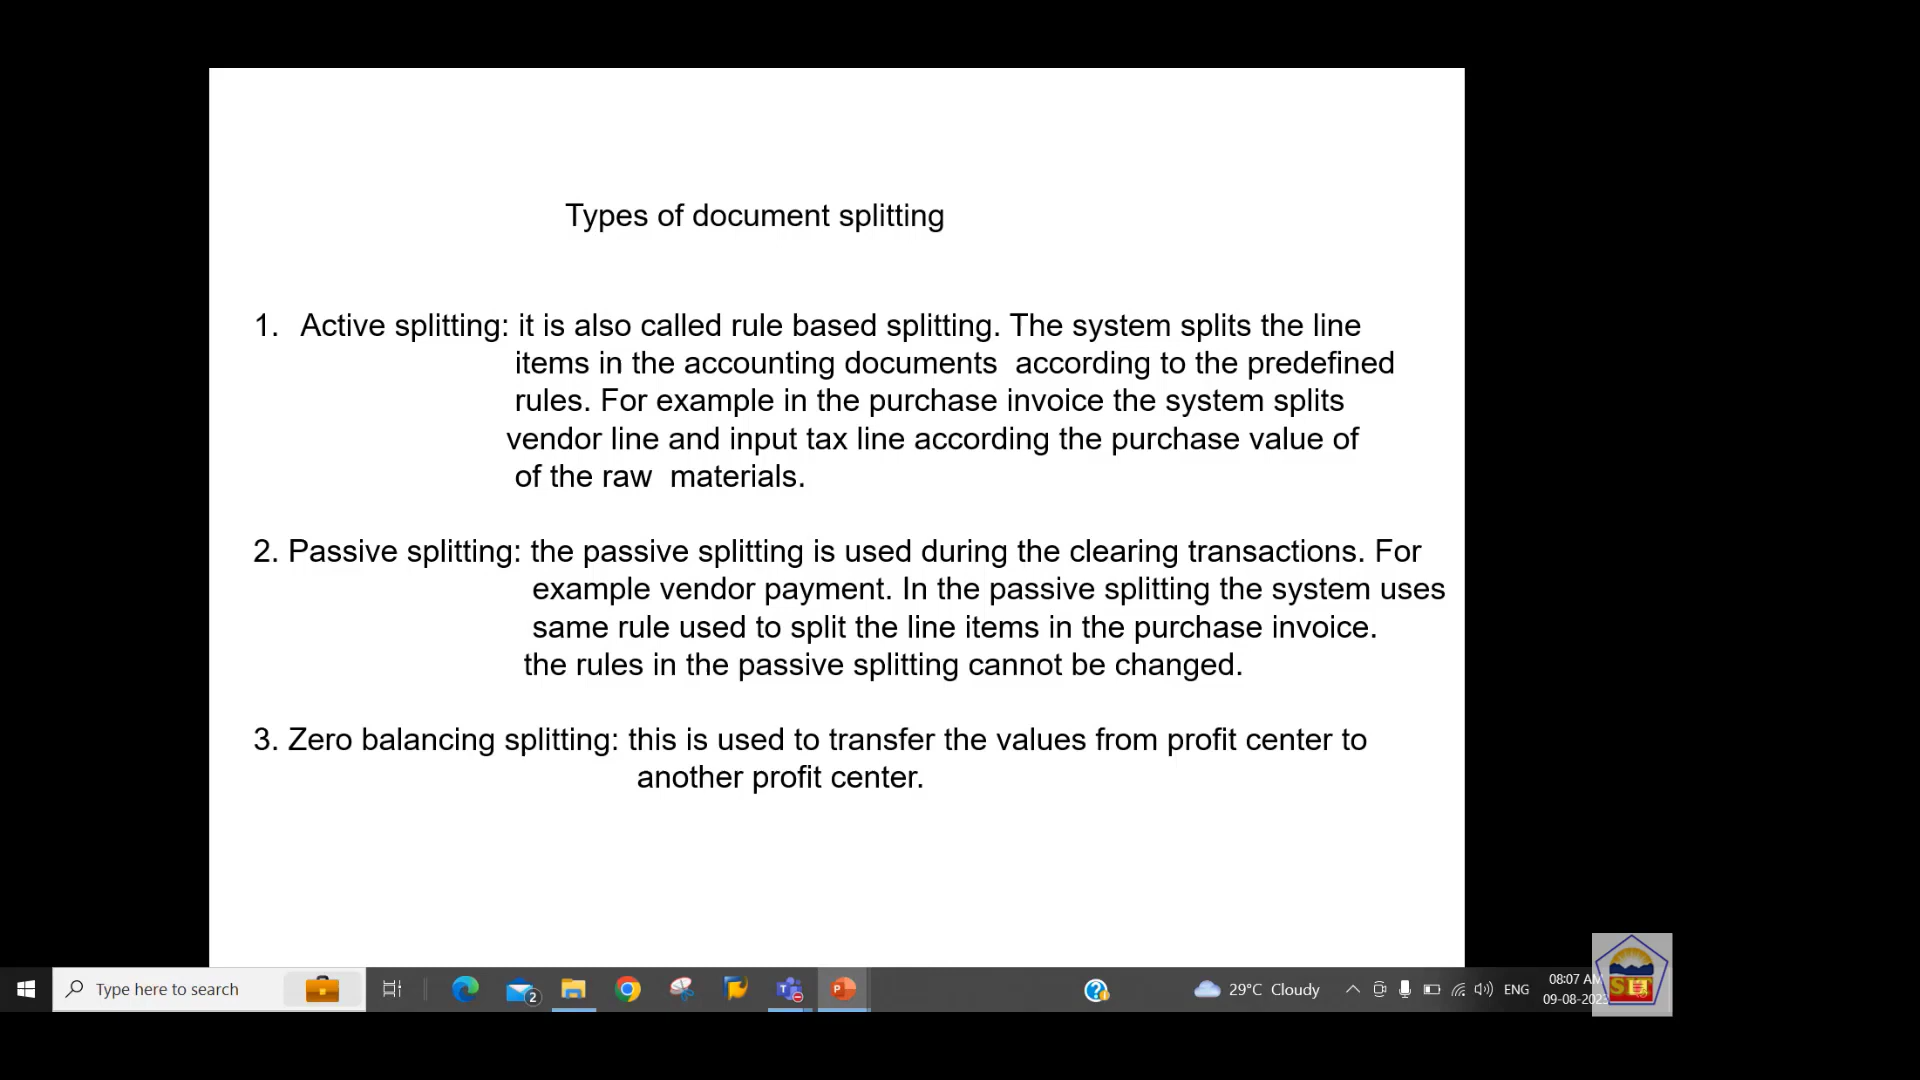 Types of document splitting
1. Active splitting: it is also called rule based splitting. The system splits the line
items in the accounting documents  according to the predefined
rules. For example in the purchase invoice the system splits
vendor line and input tax line according the purchase value of
of the raw  materials.
2. Passive splitting: the passive splitting is used during the clearing transactions. For
example vendor payment. In the passive splitting the system uses
same rule used to split the line items in the purchase invoice.
the rules in the passive splitting cannot be changed.
3. Zero balancing splitting: this is used to transfer the values from profit center to
another profit center.
Type here to search
2
29°C Cloudy
ENG
08:07 AM
09-08-202